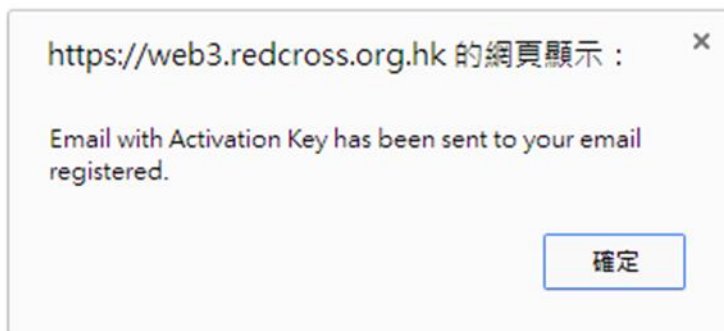 https://web3.redcross.org.hk 的網頁顯示：
Email with Activation Key has been sent to your email
registered.
確定